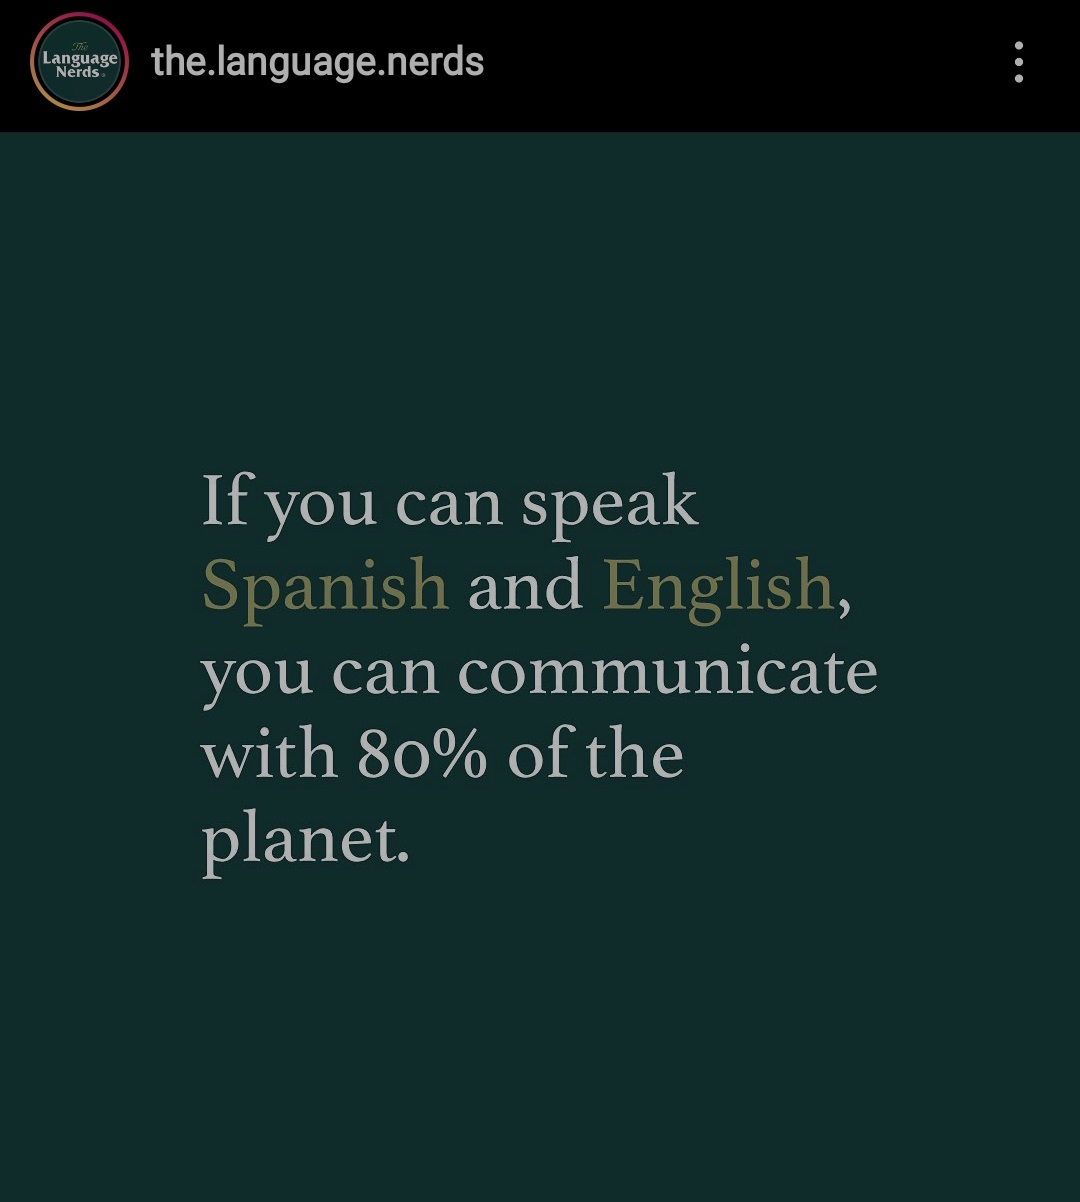 The
Language
Nerds
the.language.nerds
If you can speak
Spanish and English,
you can communicate
with 80% of the
planet.